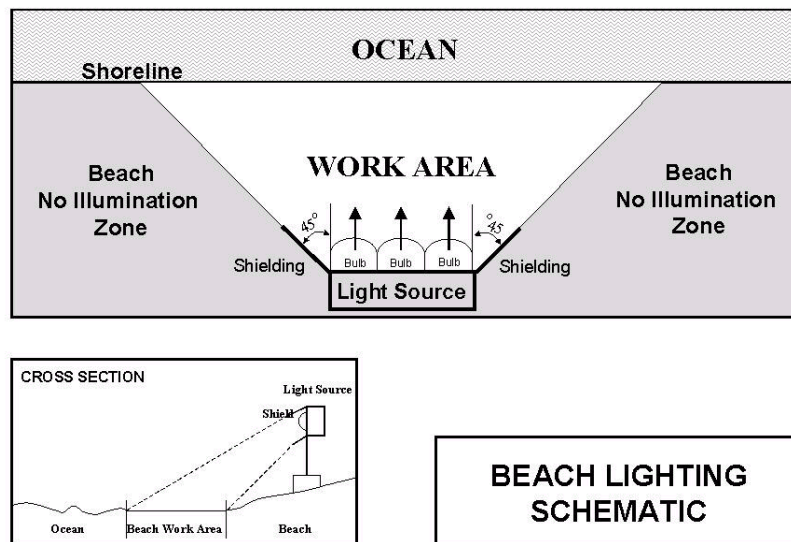 OCEAN
Shoreline
WORK AREA
Beach
No Illumination
Zone
Beach
No Illumination
Zone
45°
°45
Shielding
Bulb
Bulb
Bulb
Shielding
Light Source
CROSS SECTION
Light Source
Shield
Ocean
Beach Work Area
Beach
BEACH LIGHTING
SCHEMATIC